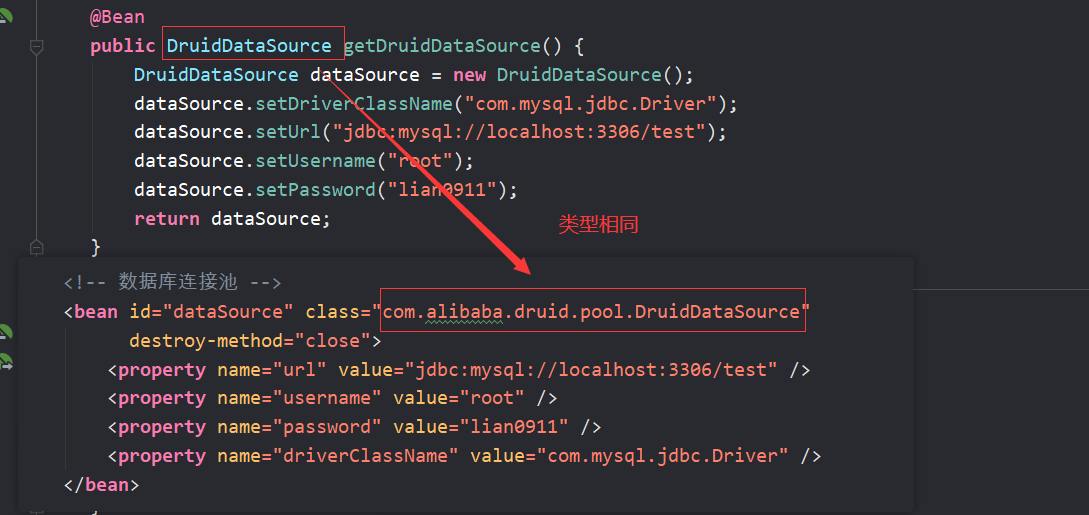 @Bean
public DruidDataSource getDruidDataSource() {
DruidDataSource dataSource = new DruidDataSource();
dataSource.setDriverClassName("com.mysql.jdbc.Driver");
dataSource.setUrl("jdbc:mysql://localhost:3306/test");
dataSource.setUsername("root");
dataSource.setPassword("lian0911");
return dataSource;
类型相同
}
<!-- 数据库连接池 -->
<bean id="dataSource" class="com.alibaba.druid.pool.DruidDataSource"
destroy-method="close">
<property name="url" value="jdbc:mysql://localhost:3306/test" />
<property name="username" value="root" />
<property name="password" value="lian0911" />
<property name="driverClassName" value="com.mysql.jdbc.Driver" />
</bean>